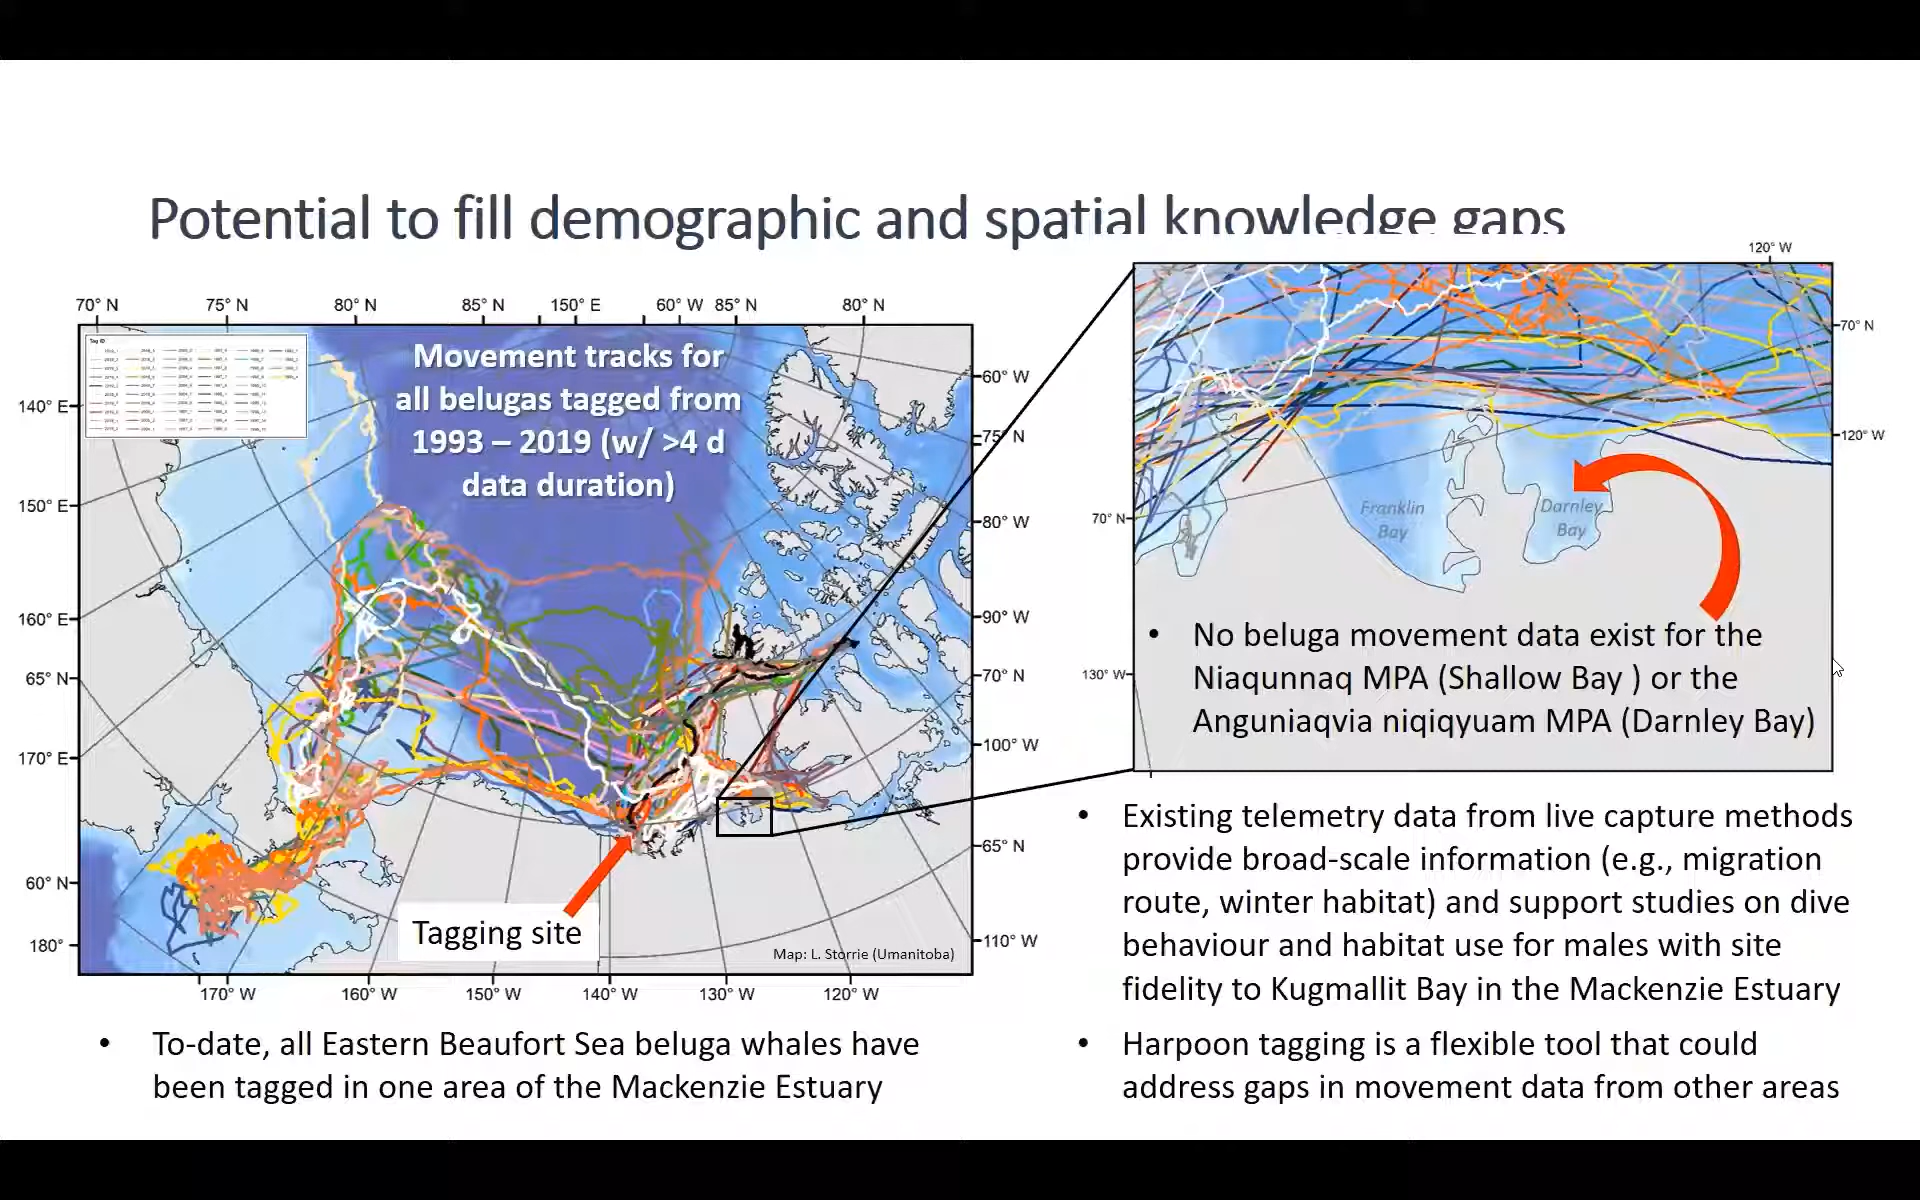 Potential to fill demographic and spatial knowledge gaps
70° N
75° N
80° N
85° N
150° E
60° W
85° N
80° N
Tag ID
Movement tracks for
all belugas tagged from
1993 – 2019 (w/ >4 d
data duration)
140° E
150° E
160° E
65° N
170° E
60° N
180°
60° W
75° N
80° W
90° W
70° N
100° W
65° N
110° W
Tagging site
Map: L. Storrie (Umanitoba)
170° W
160° W
150° W
140° W
130° W
120° W
• To-date, all Eastern Beaufort Sea beluga whales have
been tagged in one area of the Mackenzie Estuary
120° W
70° N
120° W
70° N
130° W
Franklin
Bay
Darnley
Bay
• No beluga movement data exist for the
Niaqunnaq MPA (Shallow Bay ) or the
Anguniaqvia niqiqyuam MPA (Darnley Bay)
• Existing telemetry data from live capture methods
provide broad-scale information (e.g., migration
route, winter habitat) and support studies on dive
behaviour and habitat use for males with site
fidelity to Kugmallit Bay in the Mackenzie Estuary
• Harpoon tagging is a flexible tool that could
address gaps in movement data from other areas